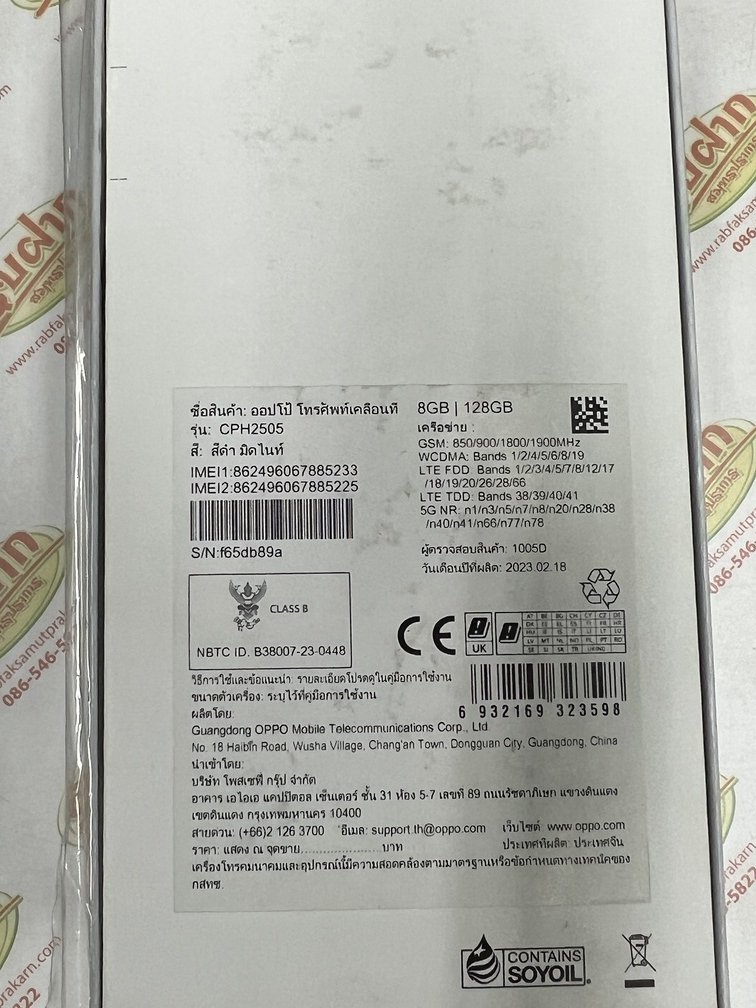 ชื่อสินค้า: ออปโป้ โทรศัพท์เคลื่อนที่
รุ่น: CPH2505
สี: สีดำ มิดไนท์
IMEI1:862496067885233
IMEI2:862496067885225
S/N:f65db89a
8GB | 128GB
เครือข่าย :
GSM: 850/900/1800/1900MHz
WCDMA: Bands 1/2/4/5/6/8/19
LTE FDD: Bands 1/2/3/4/5/7/8/12/17
/18/19/20/26/28/66
LTE TDD: Bands 38/39/40/41
5G NR: n1/n3/n5/n7/n8/n20/n28/n38
/n40/n41/n66/n77/n78
ผู้ตรวจสอบสินค้า: 1005D
วันเดือนปีที่ผลิต: 2023.02.18
CLASS B
NBTC ID. B38007-23-0448
CE
UK
วิธีการใช้และข้อแนะนำ: รายละเอียดโปรดดูในคู่มือการใช้งาน
ขนาดตัวเครื่อง: ระบุไว้ที่คู่มือการใช้งาน
6 932169 323598
ผลิตโดย:
Guangdong OPPO Mobile Telecommunications Corp., Ltd
No. 18 Haibin Road, Wusha Village, Chang'an Town, Dongguan City, Guangdong, China
นำเข้าโดย:
บริษัท โพสเซฟี่ กรุ๊ป จำกัด
อาคาร เอไอเอ แคปปิตอล เซ็นเตอร์ ชั้น 31 ห้อง 5-7 เลขที่ 89 ถนนรัชดาภิเษก แขวงดินแดง
เขตดินแดง กรุงเทพมหานคร 10400
สายด่วน: (+66)2 126 3700 อีเมล: support.th@oppo.com เว็บไซต์ www.oppo.com
ราคา: แสดง ณ จุดขาย........................บาท ประเทศที่ผลิต: ประเทศจีน
เครื่องโทรคมนาคมและอุปกรณ์นี้มีความสอดคล้องตามมาตรฐานหรือข้อกำหนดทางเทคนิคของ
กสทช.
CONTAINS
SOYOIL